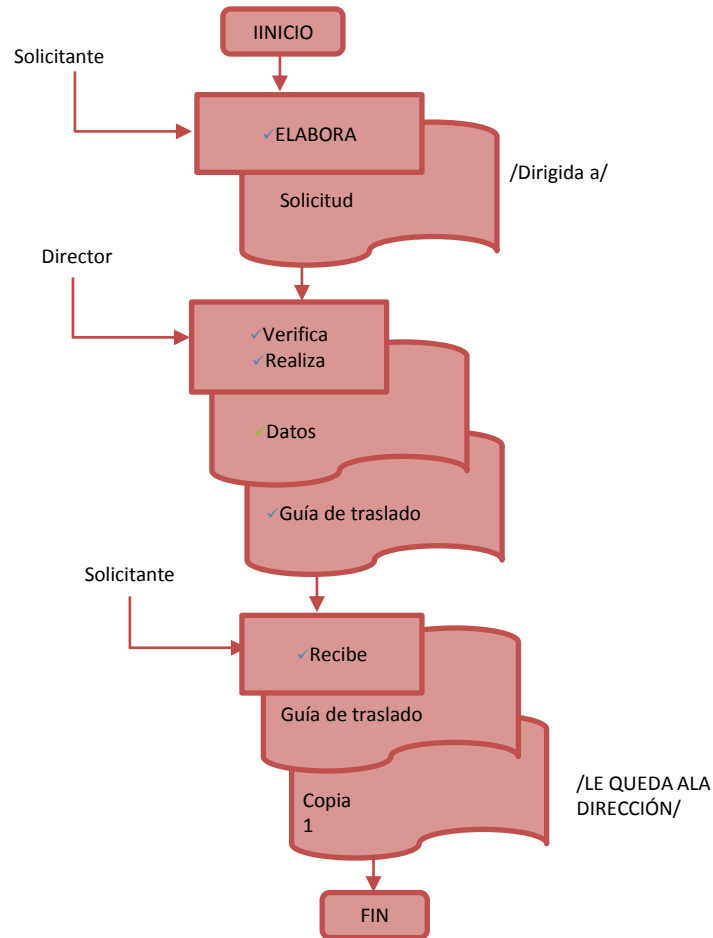 IINICIO
Solicitante
✓ELABORA
/Dirigida a/
Solicitud
Director
✓Verifica
✓Realiza
✓Datos
✓Guía de traslado
Solicitante
✓Recibe
Guía de traslado
/LE QUEDA ALA
DIRECCIÓN/
Copia
1
FIN